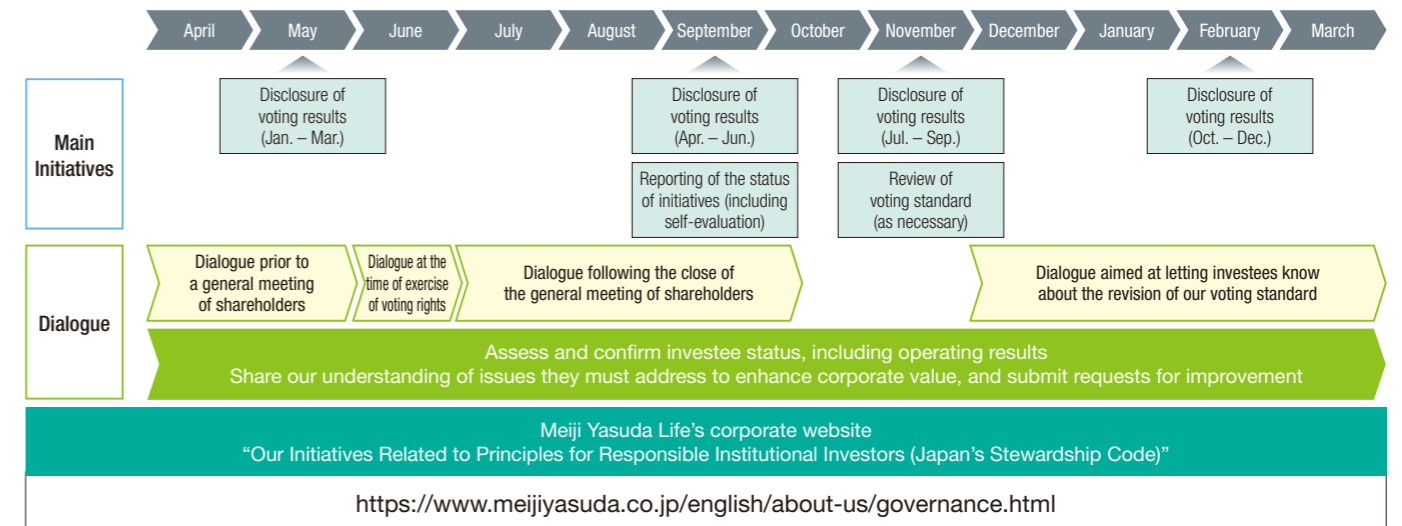 April
May
June
July
August
September
October
November
December
January
February
March
Main
Initiatives
Disclosure of
voting results
(Jan. – Mar.)
Disclosure of
voting results
(Apr. – Jun.)
Disclosure of
voting results
(Jul. – Sep.)
Disclosure of
voting results
(Oct. – Dec.)
Reporting of the status
of initiatives (including
self-evaluation)
Review of
voting standard
(as necessary)
Dialogue
Dialogue prior to
a general meeting
of shareholders
Dialogue at the
time of exercise
of voting rights
Dialogue following the close of
the general meeting of shareholders
Dialogue aimed at letting investees know
about the revision of our voting standard
Assess and confirm investee status, including operating results
Share our understanding of issues they must address to enhance corporate value, and submit requests for improvement
Meiji Yasuda Life’s corporate website
“Our Initiatives Related to Principles for Responsible Institutional Investors (Japan’s Stewardship Code)”
https://www.meijiyasuda.co.jp/english/about-us/governance.html